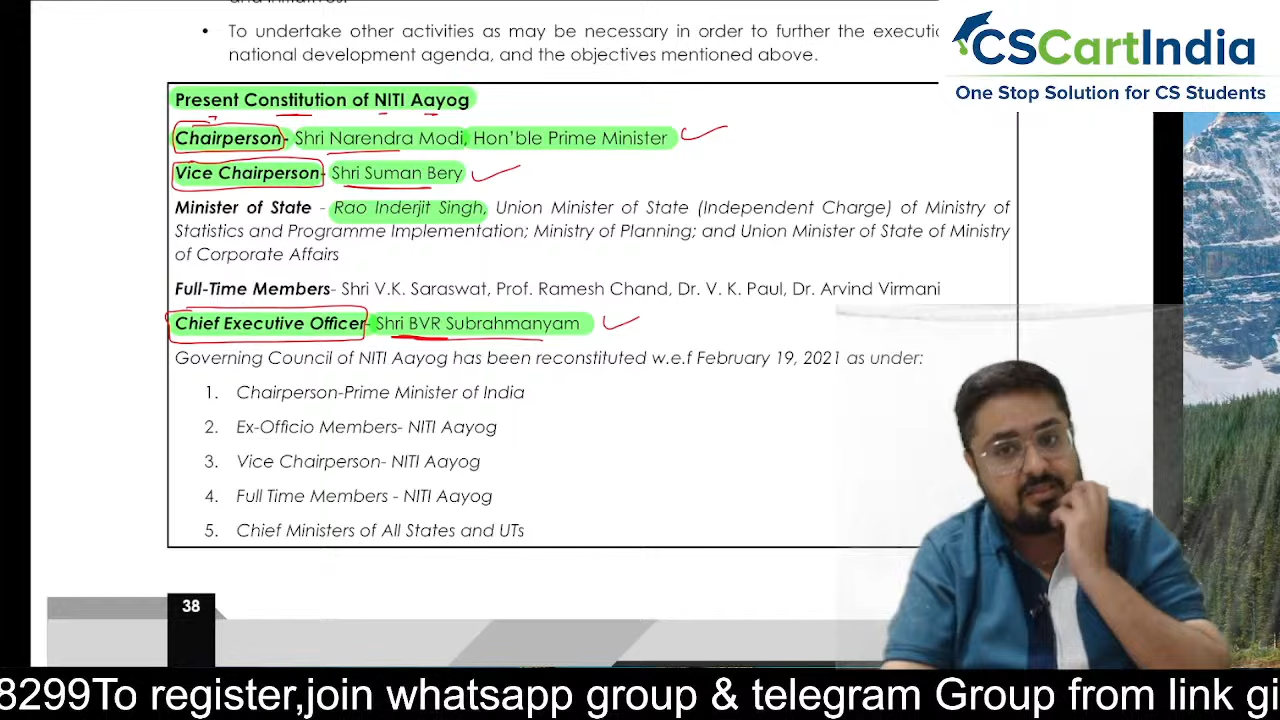 and initiatives.
• To undertake other activities as may be necessary in order to further the executio
national development agenda, and the objectives mentioned above.
CSCartIndia
One Stop Solution for CS Students
Present Constitution of NITI Aayog
Chairperson- Shri Narendra Modi, Hon'ble Prime Minister
Vice Chairperson- Shri Suman Bery
Minister of State - Rao Inderjit Singh, Union Minister of State (Independent Charge) of Ministry of
Statistics and Programme Implementation; Ministry of Planning; and Union Minister of State of Ministry
of Corporate Affairs
Full-Time Members- Shri V.K. Saraswat, Prof. Ramesh Chand, Dr. V. K. Paul, Dr. Arvind Virmani
Chief Executive Officer- Shri BVR Subrahmanyam
Governing Council of NITI Aayog has been reconstituted w.e.f February 19, 2021 as under:
1. Chairperson-Prime Minister of India
2. Ex-Officio Members- NITI Aayog
3. Vice Chairperson- NITI Aayog
4. Full Time Members - NITI Aayog
5. Chief Ministers of All States and UTs
38
8299To register,join whatsapp group & telegram Group from link gi